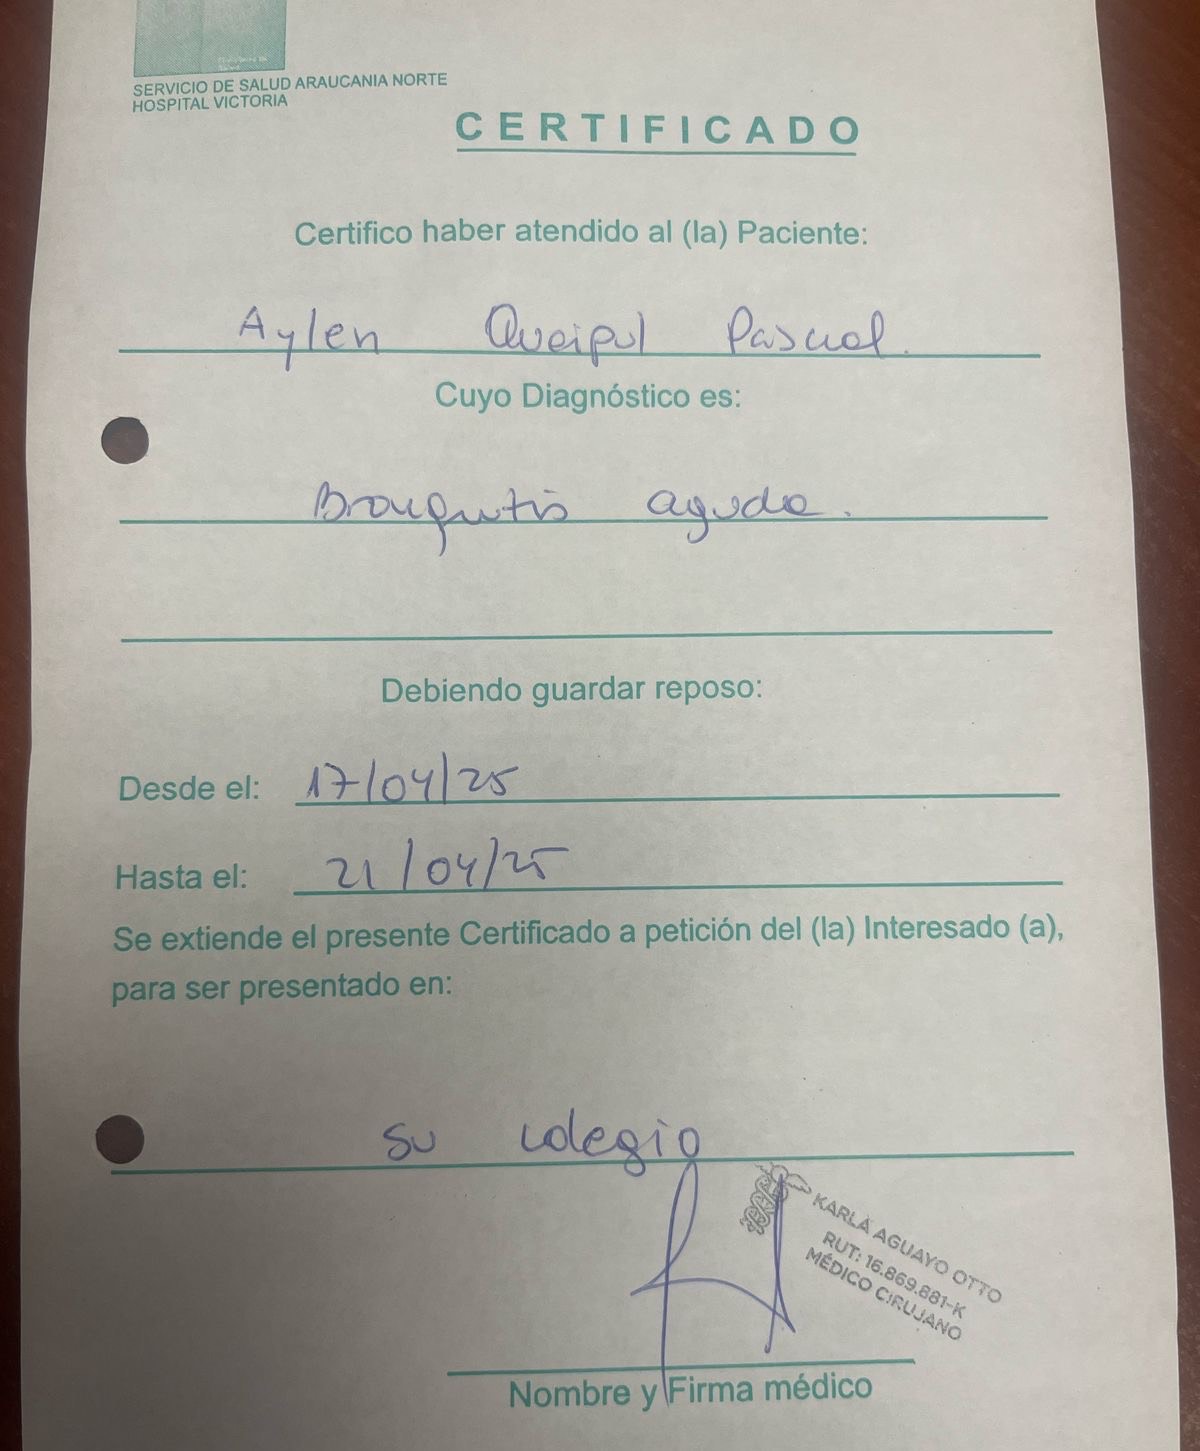 SERVICIO DE SALUD ARAUCANIA NORTE
HOSPITAL VICTORIA
CERTIFICADO
Certifico haber atendido al (la) Paciente:
Aylen Queipul Pascual.
Cuyo Diagnóstico es:
Bronquitis aguda.
Debiendo guardar reposo:
Desde el: 17/04/25
Hasta el: 21/04/25
Se extiende el presente Certificado a petición del (la) Interesado (a),
para ser presentado en:
su colegio
KARLA AGUAYO OTTO
RUT: 16.869.881-K
MÉDICO CIRUJANO
Nombre y Firma médico